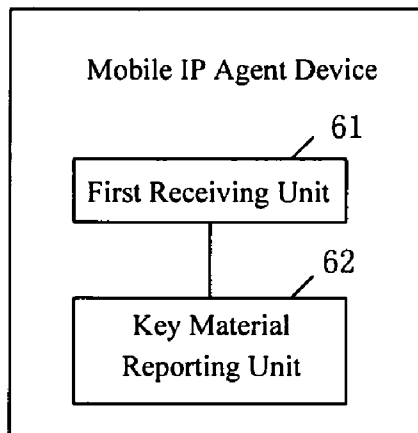 Mobile IP Agent Device
61
First Receiving Unit
62
Key Material
Reporting Unit